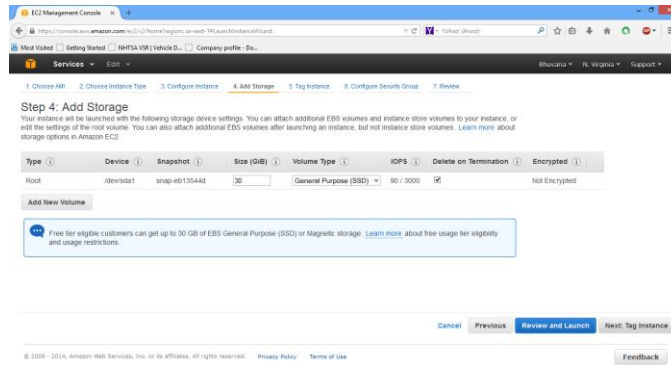 EC2 Management Console
https://console.aws.amazon.com/ec2/v2/home?region=us-east-1#LaunchInstanceWizard:
Yahoo! (Avast)
Most Visited Getting Started NHTSA VSR | Vehicle D... Company profile - Do...
Services Edit Bhuvana N. Virginia Support
1. Choose AMI 2. Choose Instance Type 3. Configure Instance 4. Add Storage 5. Tag Instance 6. Configure Security Group 7. Review
Step 4: Add Storage
Your instance will be launched with the following storage device settings. You can attach additional EBS volumes and instance store volumes to your instance, or
edit the settings of the root volume. You can also attach additional EBS volumes after launching an instance, but not instance store volumes. Learn more about
storage options in Amazon EC2.
Type Device Snapshot Size (GiB) Volume Type IOPS Delete on Termination Encrypted
Root /dev/sda1 snap-eb13544d 30 General Purpose (SSD) 90 / 3000 Not Encrypted
Add New Volume
Free tier eligible customers can get up to 30 GB of EBS General Purpose (SSD) or Magnetic storage. Learn more about free usage tier eligibility
and usage restrictions.
Cancel Previous Review and Launch Next: Tag Instance
© 2008 - 2014, Amazon Web Services, Inc. or its affiliates. All rights reserved. Privacy Policy Terms of Use
Feedback